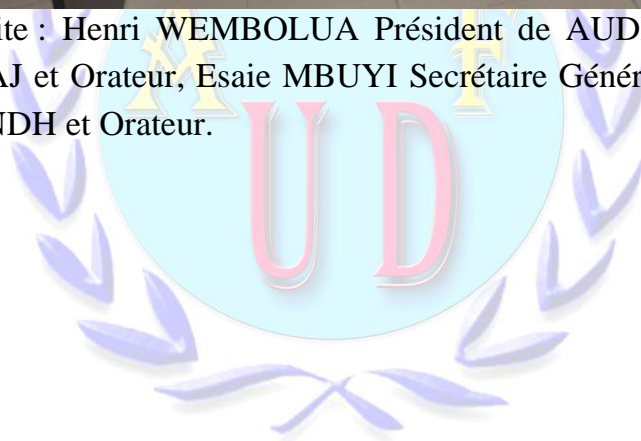 ite : Henri WEMBOLUA Président de AUD
AJ et Orateur, Esaie MBUYI Secrétaire Génér
NDH et Orateur.
A F
U D